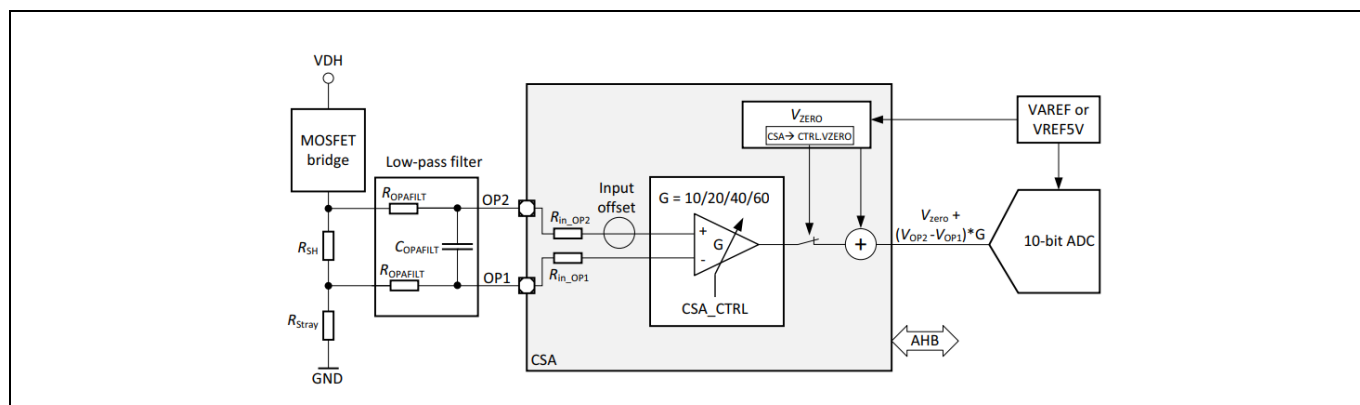 VDH
MOSFET
bridge
Low-pass filter
R_OPAFILT
OP2
R_SH
C_OPAFILT
R_OPAFILT
OP1
R_Stray
GND
R_in_OP2
Input
offset
R_in_OP1
G = 10/20/40/60
+
G
-
CSA_CTRL
V_ZERO
CSA→ CTRL.VZERO
+
VAREF or
VREF5V
V_zero +
(V_OP2 -V_OP1)*G
10-bit ADC
AHB
CSA